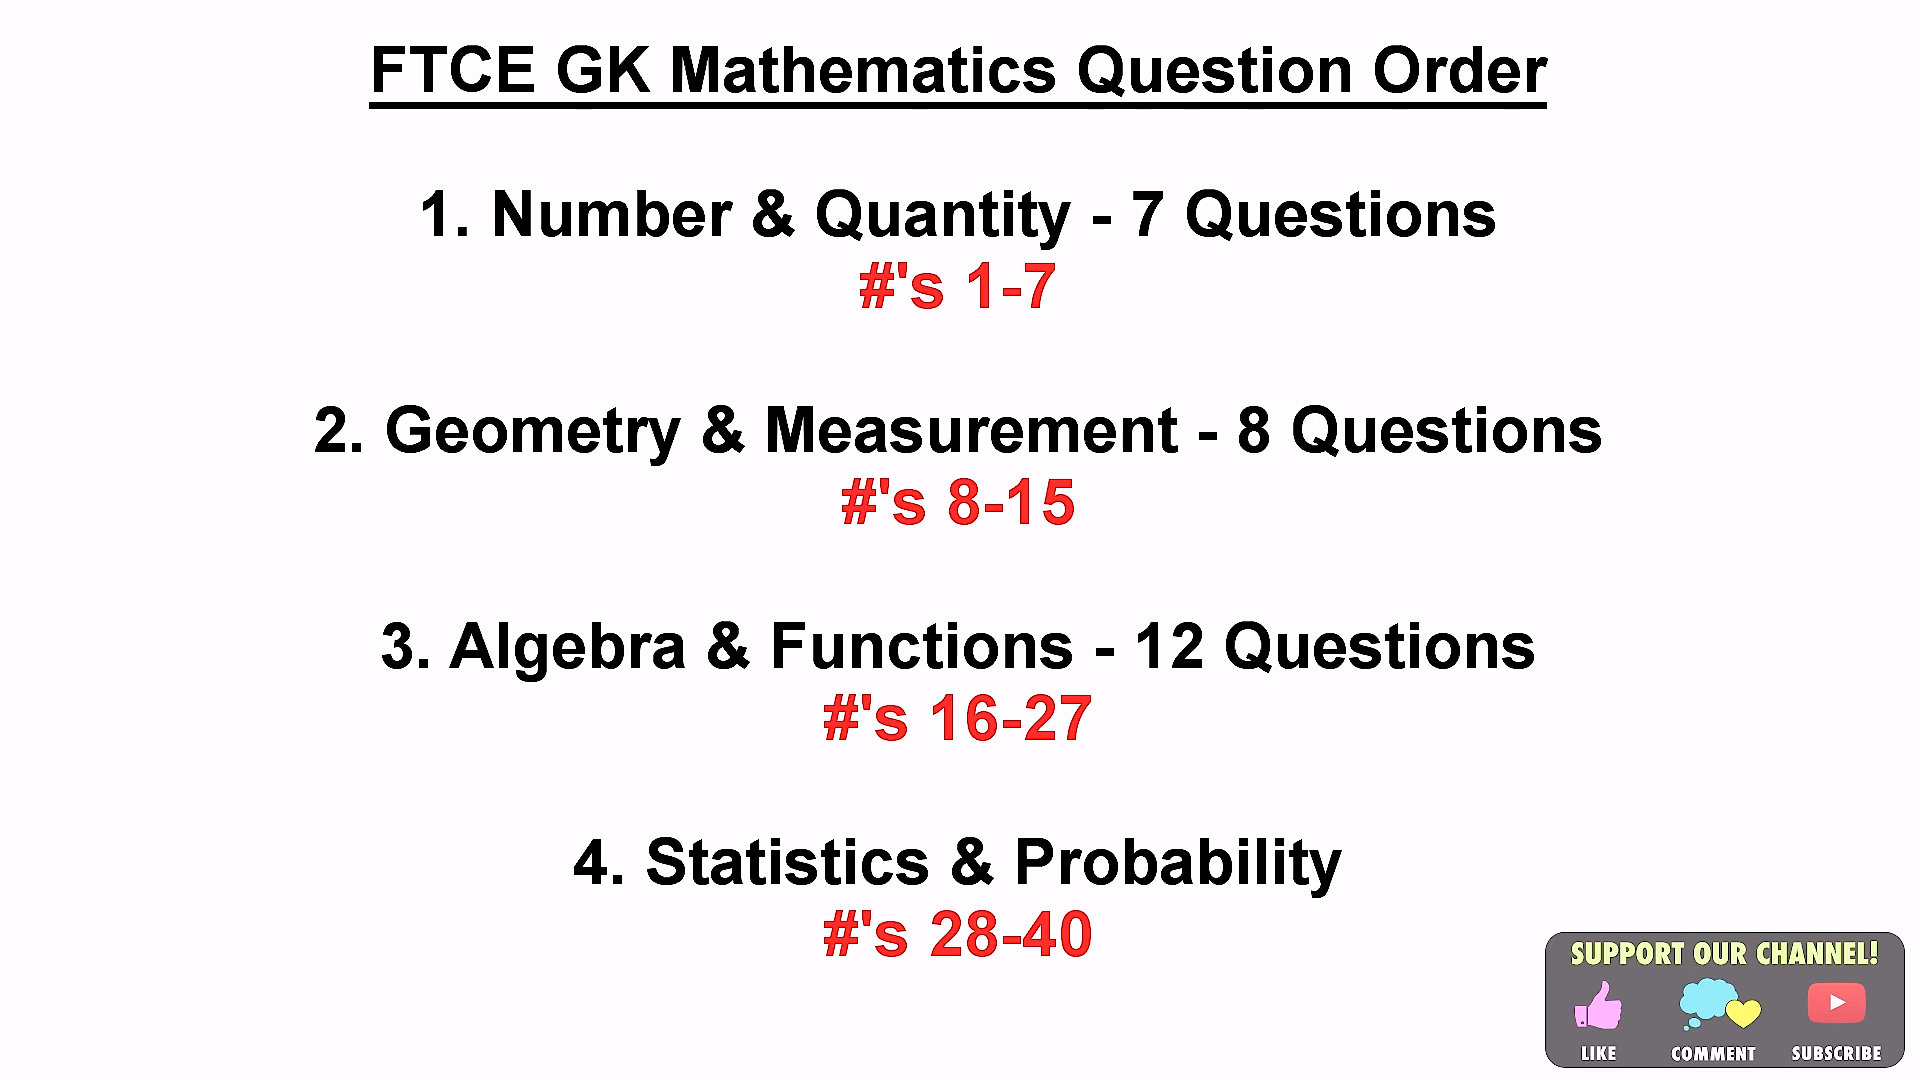 FTCE GK Mathematics Question Order
1. Number & Quantity - 7 Questions
#'s 1-7
2. Geometry & Measurement - 8 Questions
#'s 8-15
3. Algebra & Functions - 12 Questions
#'s 16-27
4. Statistics & Probability
#'s 28-40
SUPPORT OUR CHANNEL!
LIKE COMMENT SUBSCRIBE